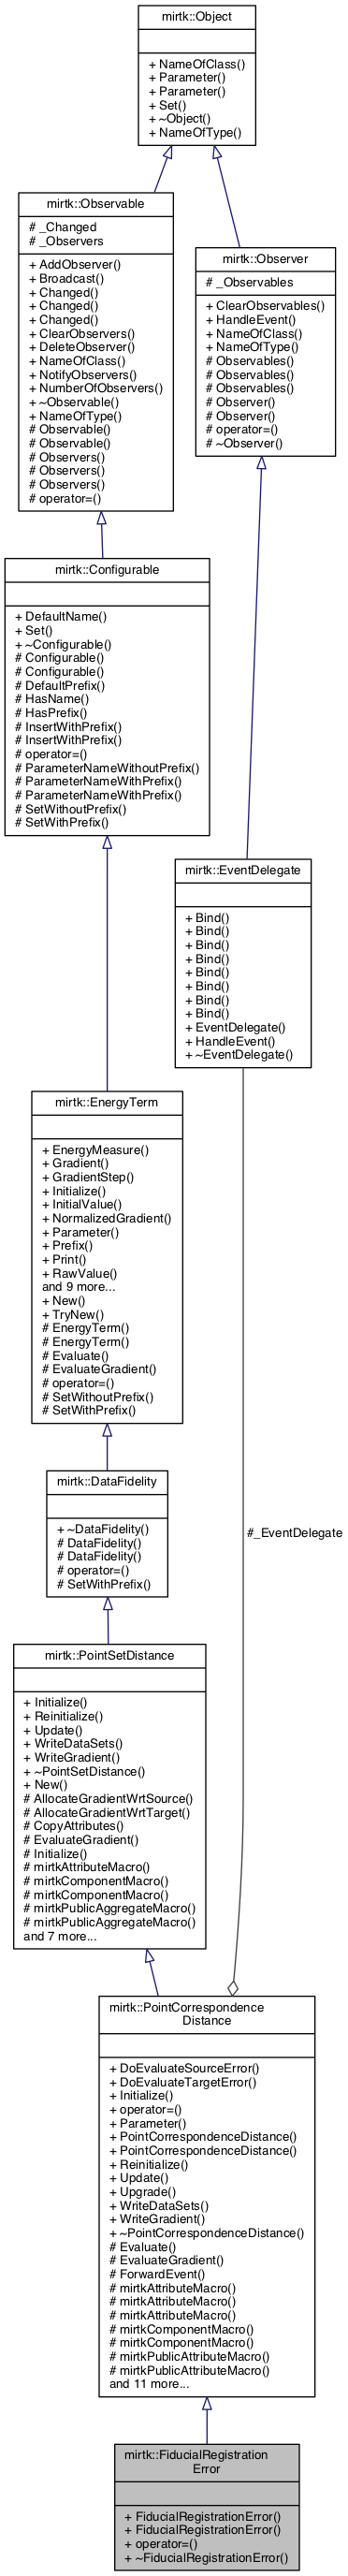 mirtk::Object
+ NameOfClass()
+ Parameter()
+ Parameter()
+ Set()
+ ~Object()
+ NameOfType()
mirtk::Observable
# _Changed
# _Observers
+ AddObserver()
+ Broadcast()
+ Changed()
+ Changed()
+ Changed()
+ ClearObservers()
+ DeleteObserver()
+ NameOfClass()
+ NotifyObservers()
+ NumberOfObservers()
+ ~Observable()
+ NameOfType()
# Observable()
# Observable()
# Observers()
# Observers()
# Observers()
# operator=()
mirtk::Observer
# _Observables
+ ClearObservables()
+ HandleEvent()
+ NameOfClass()
+ NameOfType()
# Observables()
# Observables()
# Observables()
# Observer()
# Observer()
# operator=()
# ~Observer()
mirtk::Configurable
+ DefaultName()
+ Set()
+ ~Configurable()
# Configurable()
# Configurable()
# DefaultPrefix()
# HasName()
# HasPrefix()
# InsertWithPrefix()
# InsertWithPrefix()
# operator=()
# ParameterNameWithoutPrefix()
# ParameterNameWithPrefix()
# ParameterNameWithPrefix()
# SetWithoutPrefix()
# SetWithPrefix()
mirtk::EventDelegate
+ Bind()
+ Bind()
+ Bind()
+ Bind()
+ Bind()
+ Bind()
+ Bind()
+ Bind()
+ EventDelegate()
+ HandleEvent()
+ ~EventDelegate()
mirtk::EnergyTerm
+ EnergyMeasure()
+ Gradient()
+ GradientStep()
+ Initialize()
+ InitialValue()
+ NormalizedGradient()
+ Parameter()
+ Prefix()
+ Print()
+ RawValue()
and 9 more...
+ New()
+ TryNew()
# EnergyTerm()
# EnergyTerm()
# Evaluate()
# EvaluateGradient()
# operator=()
# SetWithoutPrefix()
# SetWithPrefix()
mirtk::DataFidelity
+ ~DataFidelity()
# DataFidelity()
# DataFidelity()
# operator=()
# SetWithPrefix()
#_EventDelegate
mirtk::PointSetDistance
+ Initialize()
+ Reinitialize()
+ Update()
+ WriteDataSets()
+ WriteGradient()
+ ~PointSetDistance()
+ New()
# AllocateGradientWrtSource()
# AllocateGradientWrtTarget()
# CopyAttributes()
# EvaluateGradient()
# Initialize()
# mirtkAttributeMacro()
# mirtkComponentMacro()
# mirtkComponentMacro()
# mirtkPublicAggregateMacro()
# mirtkPublicAggregateMacro()
and 7 more...
mirtk::PointCorrespondence
Distance
+ DoEvaluateSourceError()
+ DoEvaluateTargetError()
+ Initialize()
+ operator=()
+ Parameter()
+ PointCorrespondenceDistance()
+ PointCorrespondenceDistance()
+ Reinitialize()
+ Update()
+ Upgrade()
+ WriteDataSets()
+ WriteGradient()
+ ~PointCorrespondenceDistance()
# Evaluate()
# EvaluateGradient()
# ForwardEvent()
# mirtkAttributeMacro()
# mirtkAttributeMacro()
# mirtkAttributeMacro()
# mirtkComponentMacro()
# mirtkComponentMacro()
# mirtkPublicAttributeMacro()
# mirtkPublicAttributeMacro()
and 11 more...
mirtk::FiducialRegistration
Error
+ FiducialRegistrationError()
+ FiducialRegistrationError()
+ operator=()
+ ~FiducialRegistrationError()